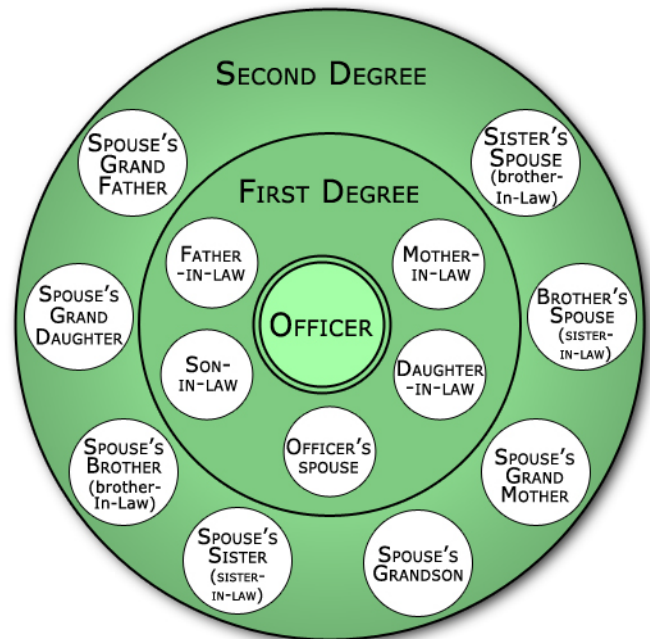 SECOND DEGREE
SPOUSE'S
GRAND
FATHER
SISTER'S
SPOUSE
(brother-
In-Law)
FIRST DEGREE
FATHER
-IN-LAW
MOTHER-
IN-LAW
SPOUSE'S
GRAND
DAUGHTER
OFFICER
BROTHER'S
SPOUSE
(SISTER-
IN-LAW)
SON-
IN-LAW
DAUGHTER
-IN-LAW
SPOUSE'S
BROTHER
(brother-
In-Law)
OFFICER'S
SPOUSE
SPOUSE'S
GRAND
MOTHER
SPOUSE'S
SISTER
(SISTER-
IN-LAW)
SPOUSE'S
GRANDSON